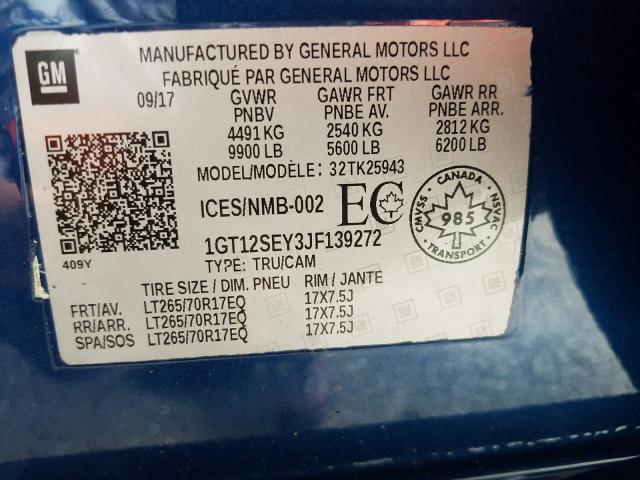 GM
MANUFACTURED BY GENERAL MOTORS LLC
FABRIQUÉ PAR GENERAL MOTORS LLC
09/17 GVWR GAWR FRT GAWR RR
PNBV PNBE AV. PNBE ARR.
4491 KG 2540 KG 2812 KG
9900 LB 5600 LB 6200 LB
MODEL/MODÈLE: 32TK25943
ICES/NMB-002 EC
CANADA
CMVSS 985 NSVAC
1GT12SEY3JF139272
409Y
TYPE: TRU/CAM
TIRE SIZE / DIM. PNEU RIM / JANTE
FRT/AV. LT265/70R17EQ 17X7.5J
RR/ARR. LT265/70R17EQ 17X7.5J
SPA/SOS LT265/70R17EQ 17X7.5J